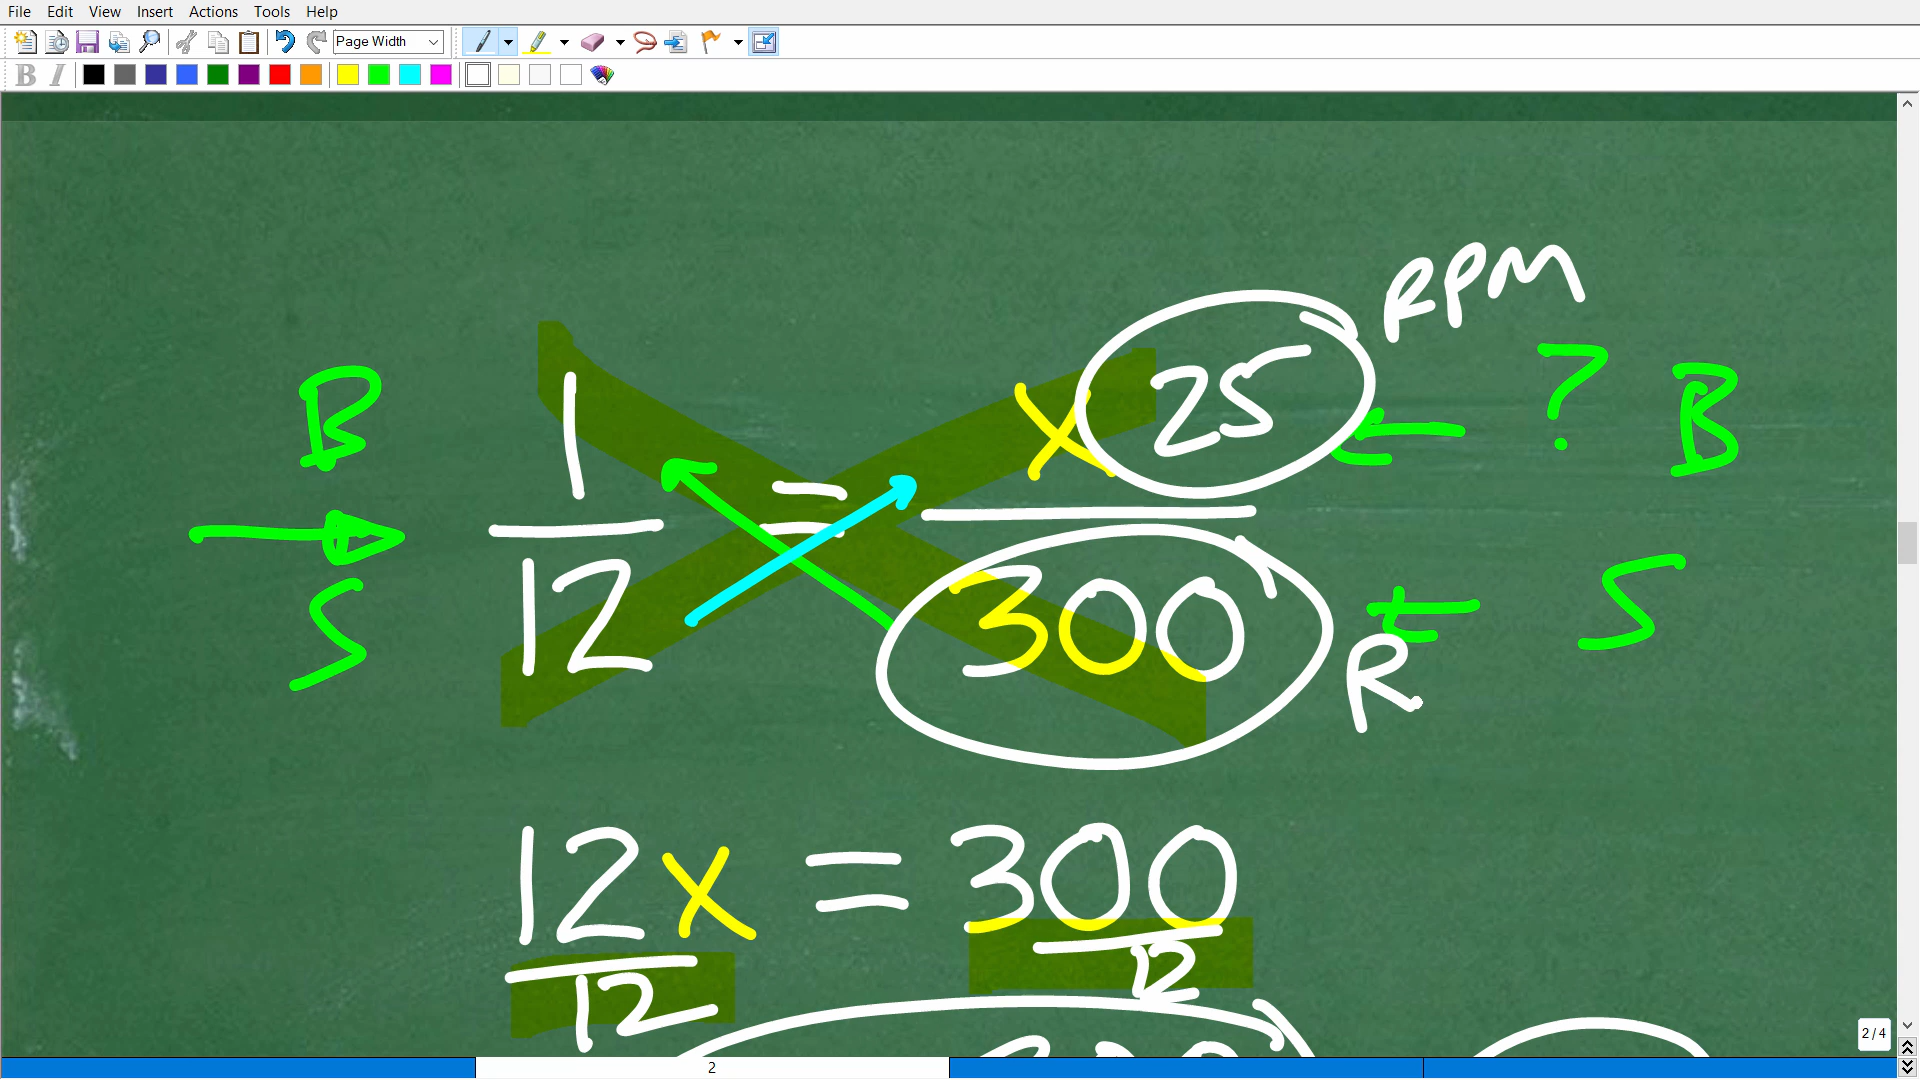 File Edit View Insert Actions Tools Help
Page Width
B I
RPM
B 1 = x 25 ? B
S 12 300 R S
12x = 300
12 12
2 / 4
2